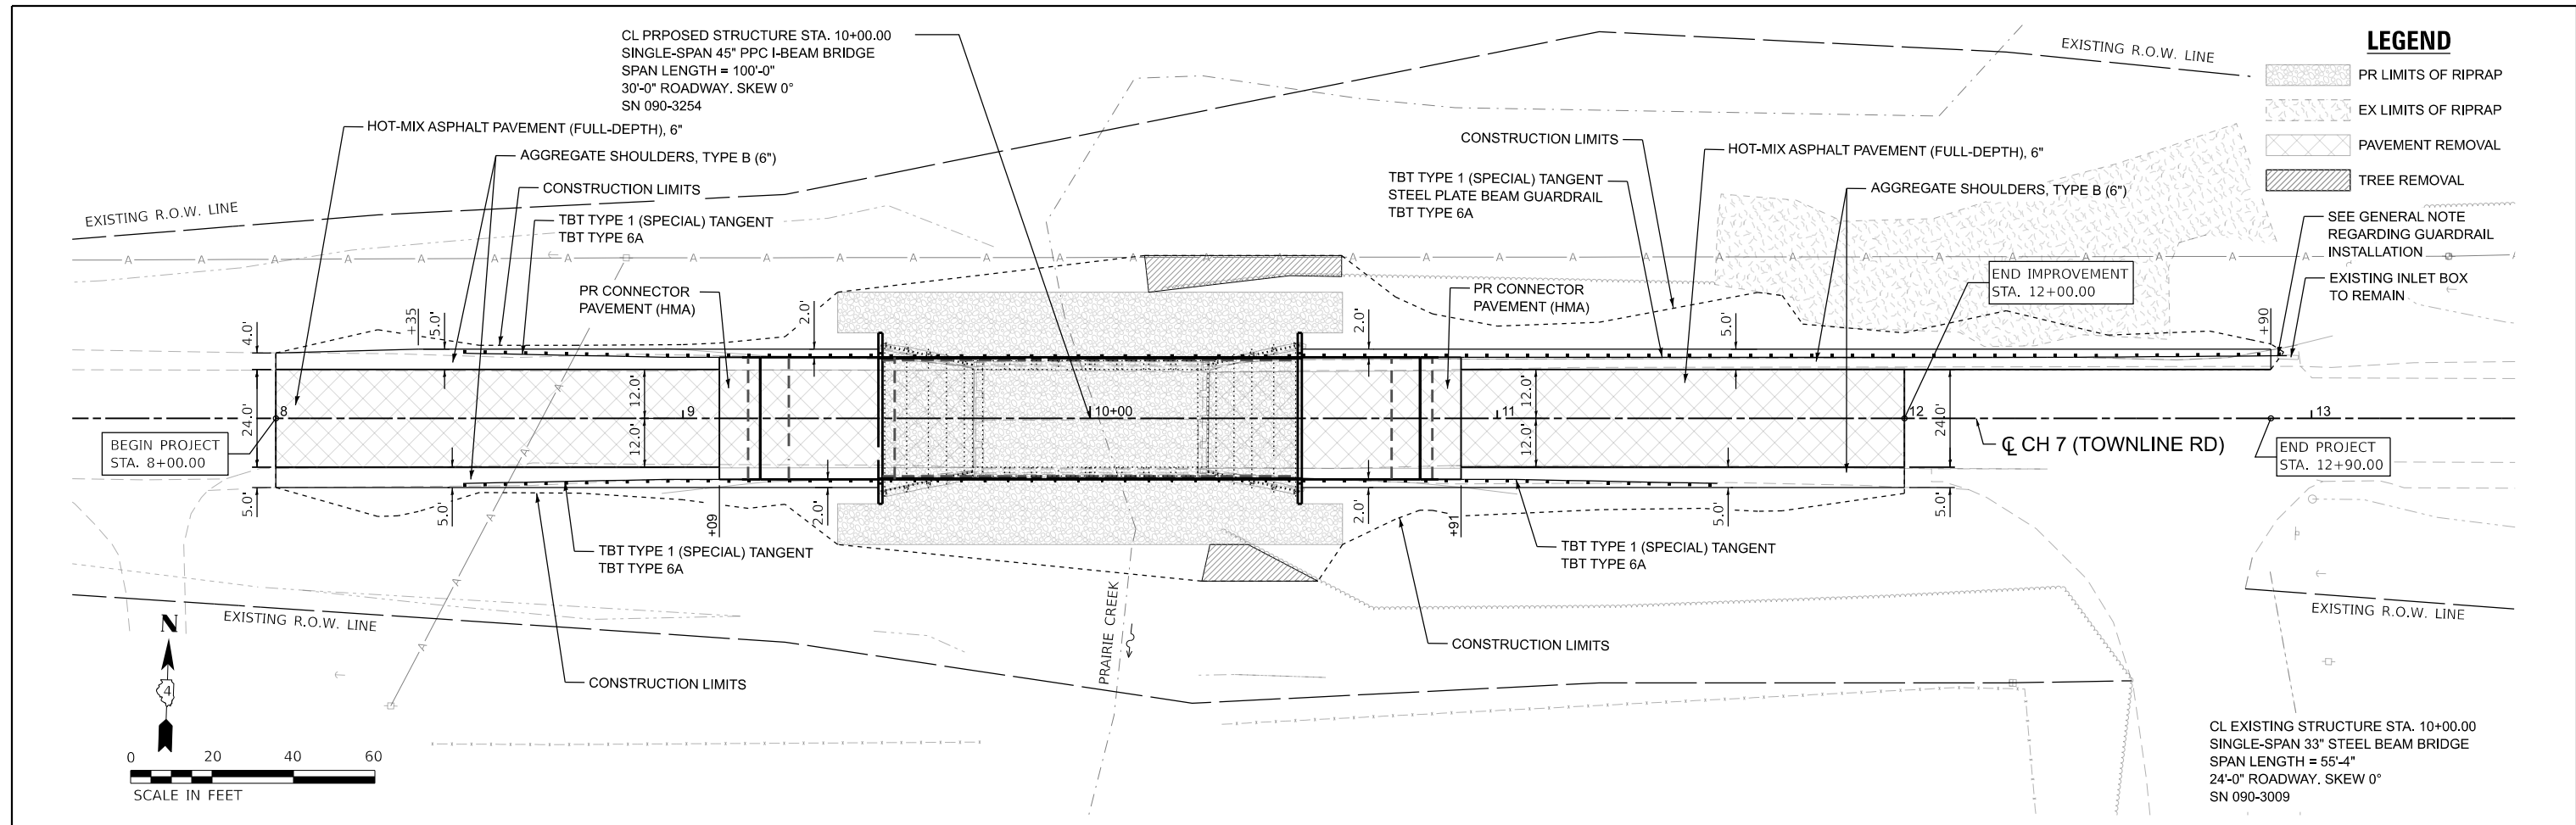 CL PRPOSED STRUCTURE STA. 10+00.00
SINGLE-SPAN 45" PPC I-BEAM BRIDGE
SPAN LENGTH = 100'-0"
30'-0" ROADWAY. SKEW 0°
SN 090-3254
LEGEND
PR LIMITS OF RIPRAP
EX LIMITS OF RIPRAP
PAVEMENT REMOVAL
TREE REMOVAL
EXISTING R.O.W. LINE
HOT-MIX ASPHALT PAVEMENT (FULL-DEPTH), 6"
AGGREGATE SHOULDERS, TYPE B (6")
CONSTRUCTION LIMITS
TBT TYPE 1 (SPECIAL) TANGENT
TBT TYPE 6A
EXISTING R.O.W. LINE
PR CONNECTOR
PAVEMENT (HMA)
CONSTRUCTION LIMITS
TBT TYPE 1 (SPECIAL) TANGENT
STEEL PLATE BEAM GUARDRAIL
TBT TYPE 6A
HOT-MIX ASPHALT PAVEMENT (FULL-DEPTH), 6"
AGGREGATE SHOULDERS, TYPE B (6")
SEE GENERAL NOTE
REGARDING GUARDRAIL
INSTALLATION
EXISTING INLET BOX
TO REMAIN
PR CONNECTOR
PAVEMENT (HMA)
END IMPROVEMENT
STA. 12+00.00
A A A A A A A A A A A A A A A A A A A A A A A A A A A A A A
4.0'
+35
5.0'
2.0'
2.0'
5.0'
+90
24.0'
12.0'
12.0'
12.0'
12.0'
24.0'
8
9
10+00
11
12
13
BEGIN PROJECT
STA. 8+00.00
℄ CH 7 (TOWNLINE RD)
END PROJECT
STA. 12+90.00
5.0'
5.0'
+09
2.0'
2.0'
+91
5.0'
5.0'
A
A
A
A
TBT TYPE 1 (SPECIAL) TANGENT
TBT TYPE 6A
TBT TYPE 1 (SPECIAL) TANGENT
TBT TYPE 6A
PRAIRIE CREEK
EXISTING R.O.W. LINE
EXISTING R.O.W. LINE
CONSTRUCTION LIMITS
CONSTRUCTION LIMITS
N
4
0 20 40 60
SCALE IN FEET
CL EXISTING STRUCTURE STA. 10+00.00
SINGLE-SPAN 33" STEEL BEAM BRIDGE
SPAN LENGTH = 55'-4"
24'-0" ROADWAY. SKEW 0°
SN 090-3009